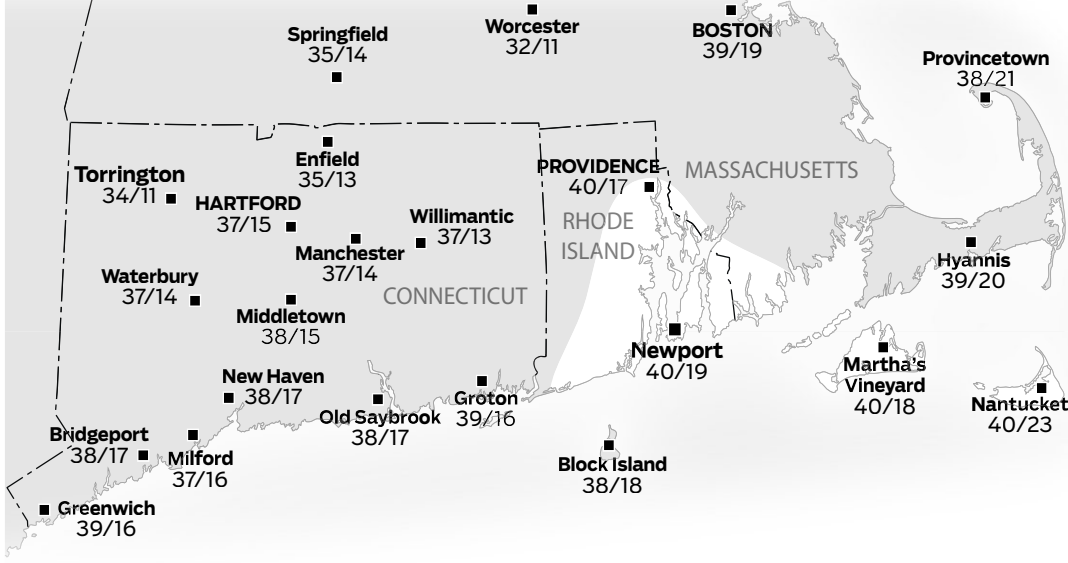 Springfield
35/14
Worcester
32/11
BOSTON
39/19
Provincetown
38/21
Enfield
35/13
Torrington
34/11
PROVIDENCE
40/17
MASSACHUSETTS
HARTFORD
37/15
Willimantic
37/13
RHODE
ISLAND
Manchester
37/14
Hyannis
39/20
Waterbury
37/14
CONNECTICUT
Middletown
38/15
Newport
40/19
Martha's
Vineyard
40/18
New Haven
38/17
Groton
39/16
Nantucket
40/23
Old Saybrook
38/17
Bridgeport
38/17
Milford
37/16
Block Island
38/18
Greenwich
39/16